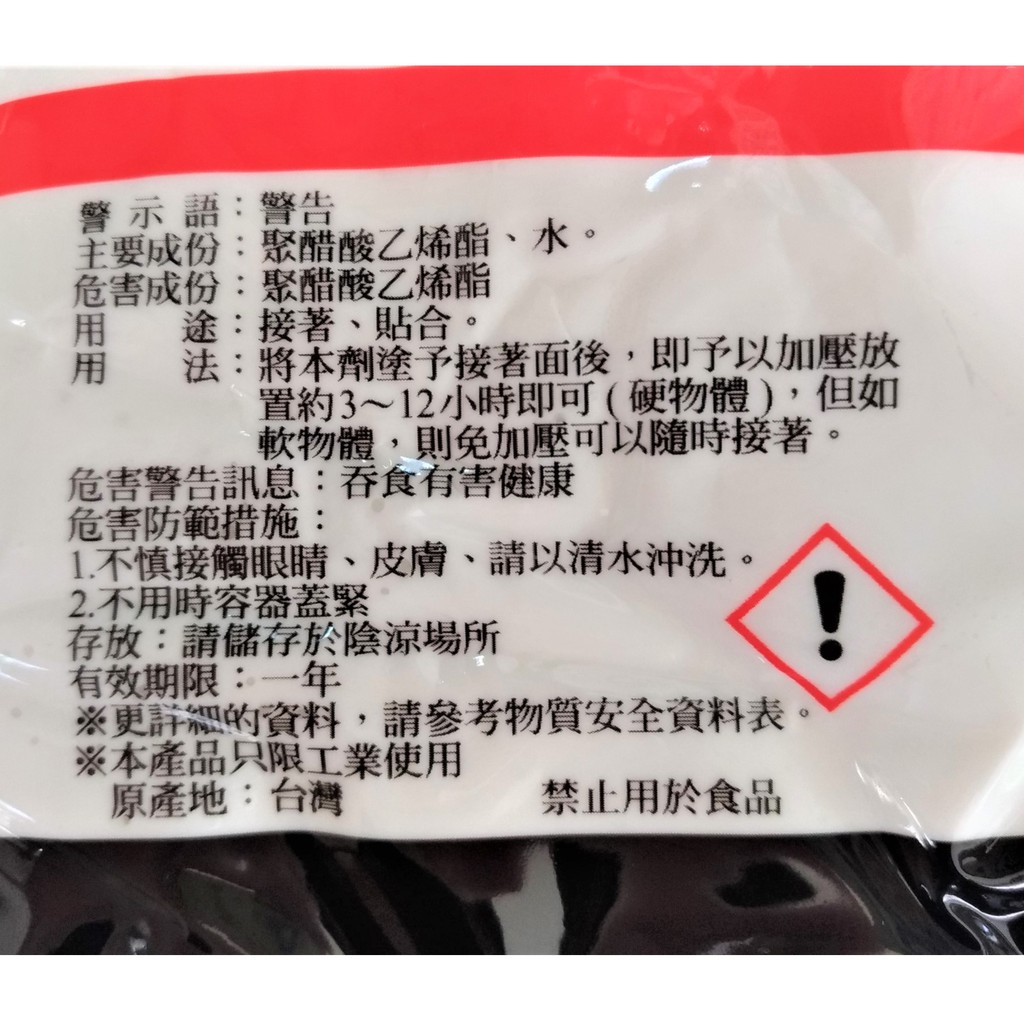 警示語：警告
主要成份：聚醋酸乙烯酯、水。
危害成份：聚醋酸乙烯酯
用途：接著、貼合。
用法：將本劑塗予接著面後，即予以加壓放
置約3～12小時即可(硬物體)，但如
軟物體，則免加壓可以隨時接著。
危害警告訊息：吞食有害健康
危害防範措施：
1.不慎接觸眼睛、皮膚、請以清水沖洗。
2.不用時容器蓋緊
存放：請儲存於陰涼場所
有效期限：一年
※更詳細的資料，請參考物質安全資料表。
※本產品只限工業使用
原產地：台灣 禁止用於食品